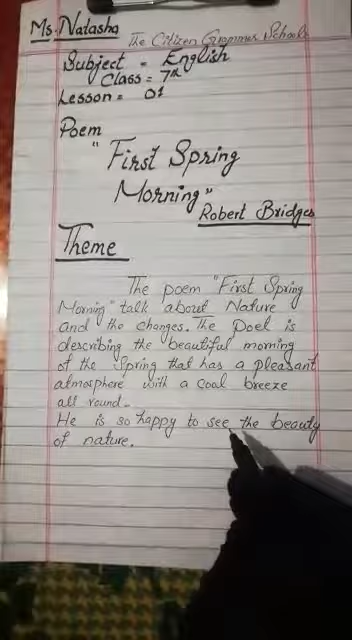 Ms. Natasha
The Citizen Grammar School
Subject = English
Class = 7th
Lesson = 01
Poem
"First Spring
Morning"
Robert Bridges
Theme
The poem "First Spring
Morning" talk about Nature
and the changes. The Poet is
describing the beautiful morning
of the Spring that has a pleasant
atmosphere with a cool breeze
all round.
He is so happy to see the beauty
of nature.